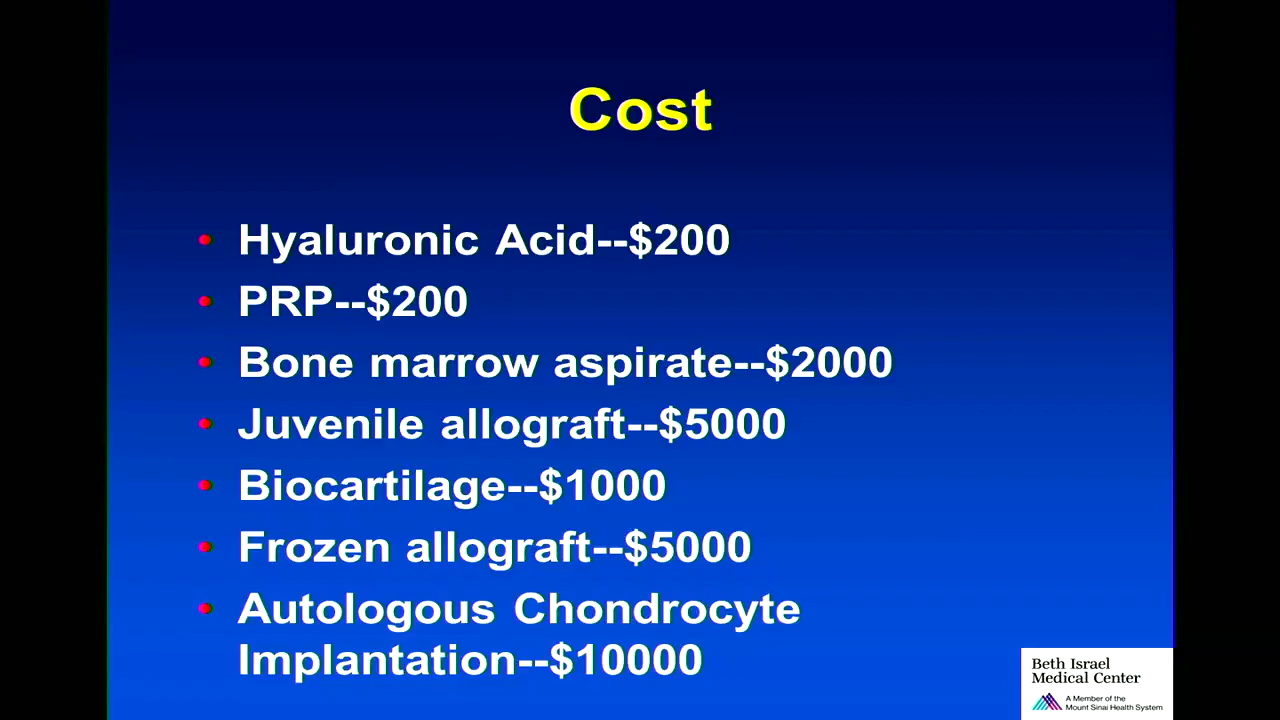 Cost
• Hyaluronic Acid--$200
• PRP--$200
• Bone marrow aspirate--$2000
• Juvenile allograft--$5000
• Biocartilage--$1000
• Frozen allograft--$5000
• Autologous Chondrocyte
Implantation--$10000
Beth Israel
Medical Center
A Member of the
Mount Sinai Health System